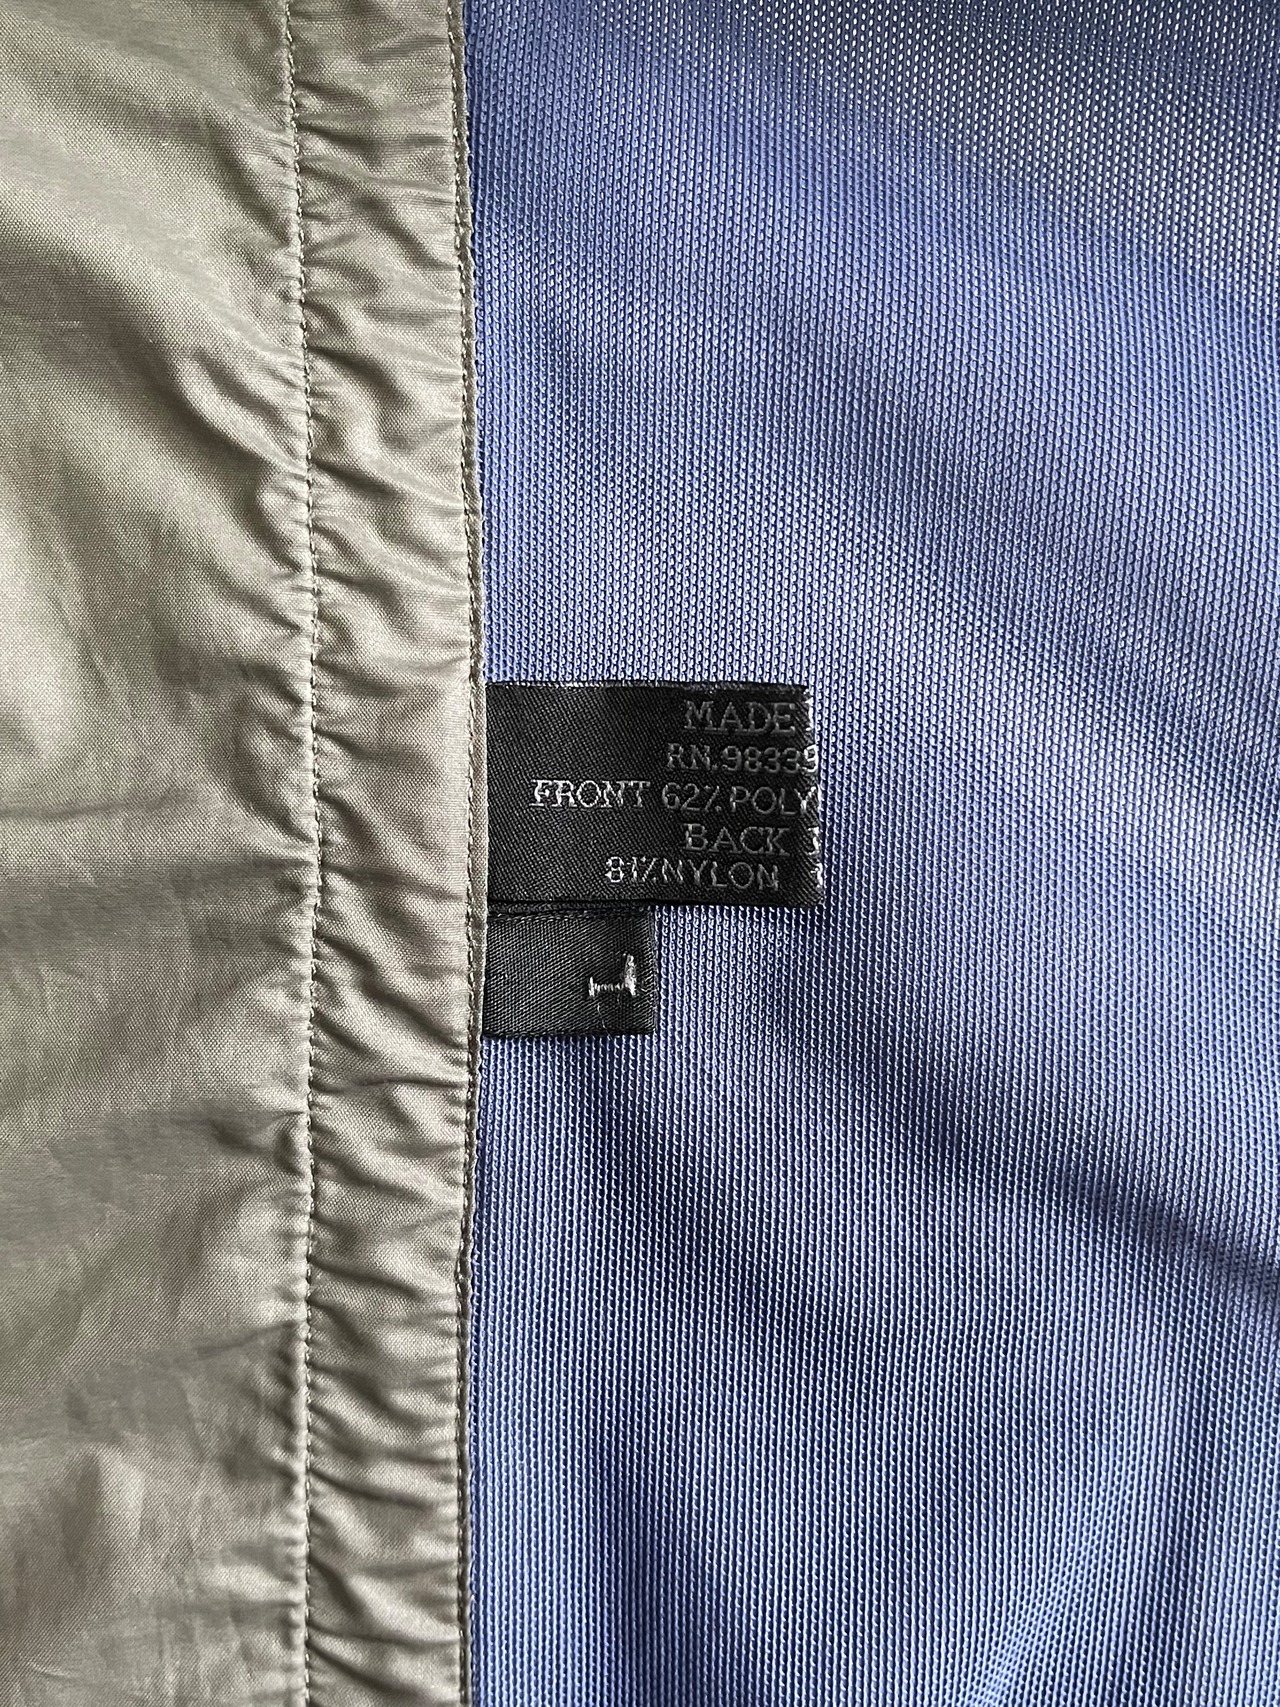 MADE
RN.98339
FRONT 62% POLY
BACK
81%NYLON
L